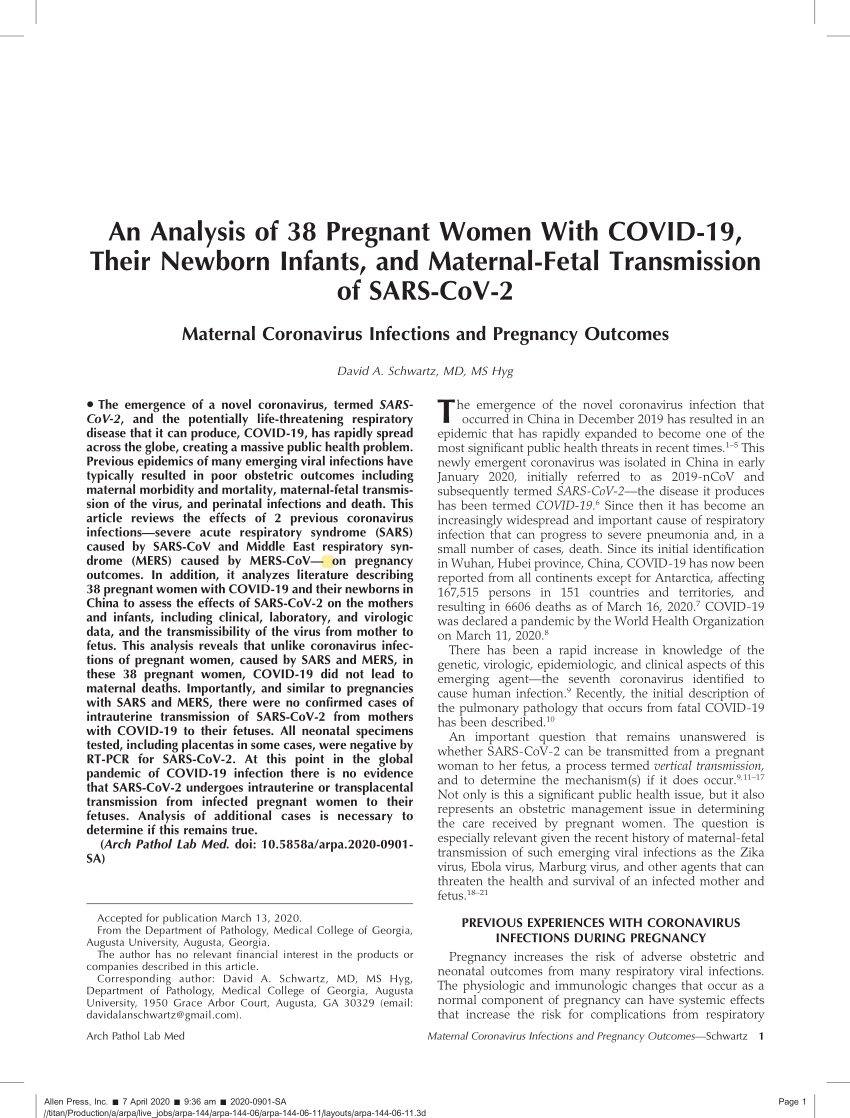 An Analysis of 38 Pregnant Women With COVID-19,
Their Newborn Infants, and Maternal-Fetal Transmission
of SARS-CoV-2
Maternal Coronavirus Infections and Pregnancy Outcomes
David A. Schwartz, MD, MS Hyg
● The emergence of a novel coronavirus, termed SARS-
CoV-2, and the potentially life-threatening respiratory
disease that it can produce, COVID-19, has rapidly spread
across the globe, creating a massive public health problem.
Previous epidemics of many emerging viral infections have
typically resulted in poor obstetric outcomes including
maternal morbidity and mortality, maternal-fetal transmis-
sion of the virus, and perinatal infections and death. This
article reviews the effects of 2 previous coronavirus
infections—severe acute respiratory syndrome (SARS)
caused by SARS-CoV and Middle East respiratory syn-
drome (MERS) caused by MERS-CoV— on pregnancy
outcomes. In addition, it analyzes literature describing
38 pregnant women with COVID-19 and their newborns in
China to assess the effects of SARS-CoV-2 on the mothers
and infants, including clinical, laboratory, and virologic
data, and the transmissibility of the virus from mother to
fetus. This analysis reveals that unlike coronavirus infec-
tions of pregnant women, caused by SARS and MERS, in
these 38 pregnant women, COVID-19 did not lead to
maternal deaths. Importantly, and similar to pregnancies
with SARS and MERS, there were no confirmed cases of
intrauterine transmission of SARS-CoV-2 from mothers
with COVID-19 to their fetuses. All neonatal specimens
tested, including placentas in some cases, were negative by
RT-PCR for SARS-CoV-2. At this point in the global
pandemic of COVID-19 infection there is no evidence
that SARS-CoV-2 undergoes intrauterine or transplacental
transmission from infected pregnant women to their
fetuses. Analysis of additional cases is necessary to
determine if this remains true.
(Arch Pathol Lab Med. doi: 10.5858/arpa.2020-0901-
SA)
Accepted for publication March 13, 2020.
From the Department of Pathology, Medical College of Georgia,
Augusta University, Augusta, Georgia.
The author has no relevant financial interest in the products or
companies described in this article.
Corresponding author: David A. Schwartz, MD, MS Hyg,
Department of Pathology, Medical College of Georgia, Augusta
University, 1950 Grace Arbor Court, Augusta, GA 30329 (email:
davidalanschwartz@gmail.com).
The emergence of the novel coronavirus infection that
occurred in China in December 2019 has resulted in an
epidemic that has rapidly expanded to become one of the
most significant public health threats in recent times.1–5 This
newly emergent coronavirus was isolated in China in early
January 2020, initially referred to as 2019-nCoV and
subsequently termed SARS-CoV-2—the disease it produces
has been termed COVID-19.6 Since then it has become an
increasingly widespread and important cause of respiratory
infection that can progress to severe pneumonia and, in a
small number of cases, death. Since its initial identification
in Wuhan, Hubei province, China, COVID-19 has now been
reported from all continents except for Antarctica, affecting
167,515 persons in 151 countries and territories, and
resulting in 6606 deaths as of March 16, 2020.7 COVID-19
was declared a pandemic by the World Health Organization
on March 11, 2020.8
There has been a rapid increase in knowledge of the
genetic, virologic, epidemiologic, and clinical aspects of this
emerging agent—the seventh coronavirus identified to
cause human infection.9 Recently, the initial description of
the pulmonary pathology that occurs from fatal COVID-19
has been described.10
An important question that remains unanswered is
whether SARS-CoV-2 can be transmitted from a pregnant
woman to her fetus, a process termed vertical transmission,
and to determine the mechanism(s) if it does occur.9,11–17
Not only is this a significant public health issue, but it also
represents an obstetric management issue in determining
the care received by pregnant women. The question is
especially relevant given the recent history of maternal-fetal
transmission of such emerging viral infections as the Zika
virus, Ebola virus, Marburg virus, and other agents that can
threaten the health and survival of an infected mother and
fetus.18–21
PREVIOUS EXPERIENCES WITH CORONAVIRUS
INFECTIONS DURING PREGNANCY
Pregnancy increases the risk of adverse obstetric and
neonatal outcomes from many respiratory viral infections.
The physiologic and immunologic changes that occur as a
normal component of pregnancy can have systemic effects
that increase the risk for complications from respiratory
Arch Pathol Lab Med
Maternal Coronavirus Infections and Pregnancy Outcomes—Schwartz 1
Allen Press, Inc. ■ 7 April 2020 ■ 9:36 am ■ 2020-0901-SA
Page 1
//titan/Production/a/arpa/live_jobs/arpa-144/arpa-144-06/arpa-144-06-11/layouts/arpa-144-06-11.3d